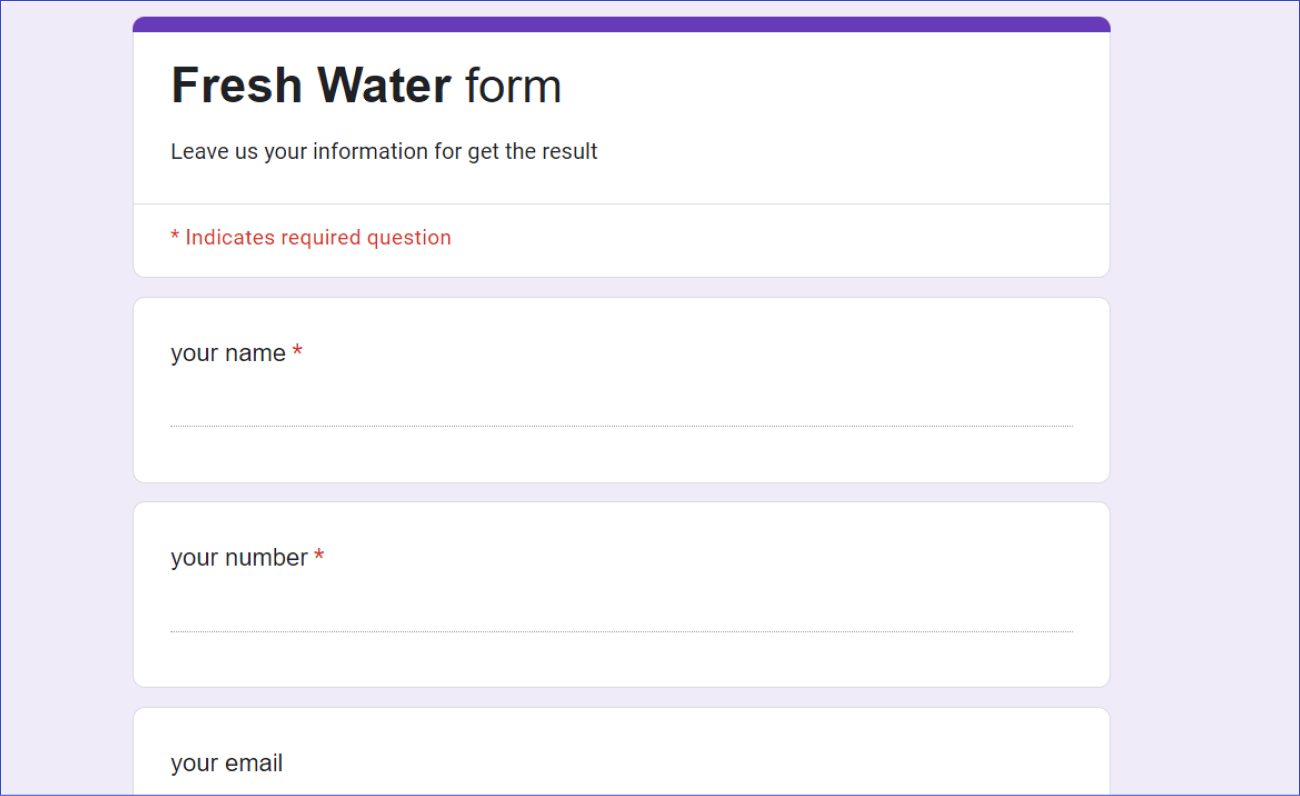 Fresh Water form
Leave us your information for get the result
* Indicates required question
your name *
your number *
your email